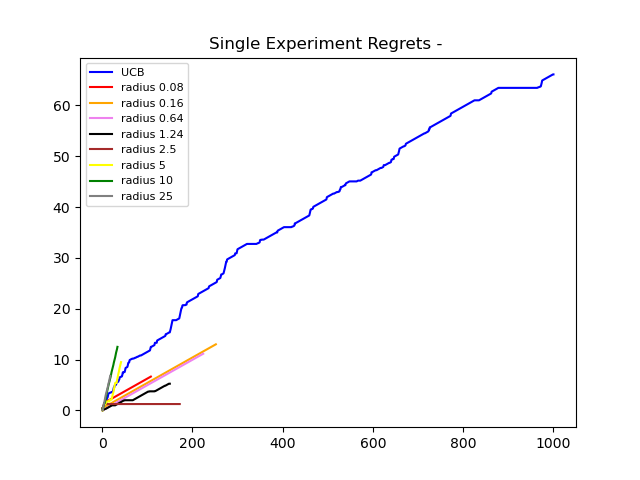 Single Experiment Regrets -
UCB
radius 0.08
radius 0.16
radius 0.64
radius 1.24
radius 2.5
radius 5
radius 10
radius 25
60
50
40
30
20
10
0
0 200 400 600 800 1000